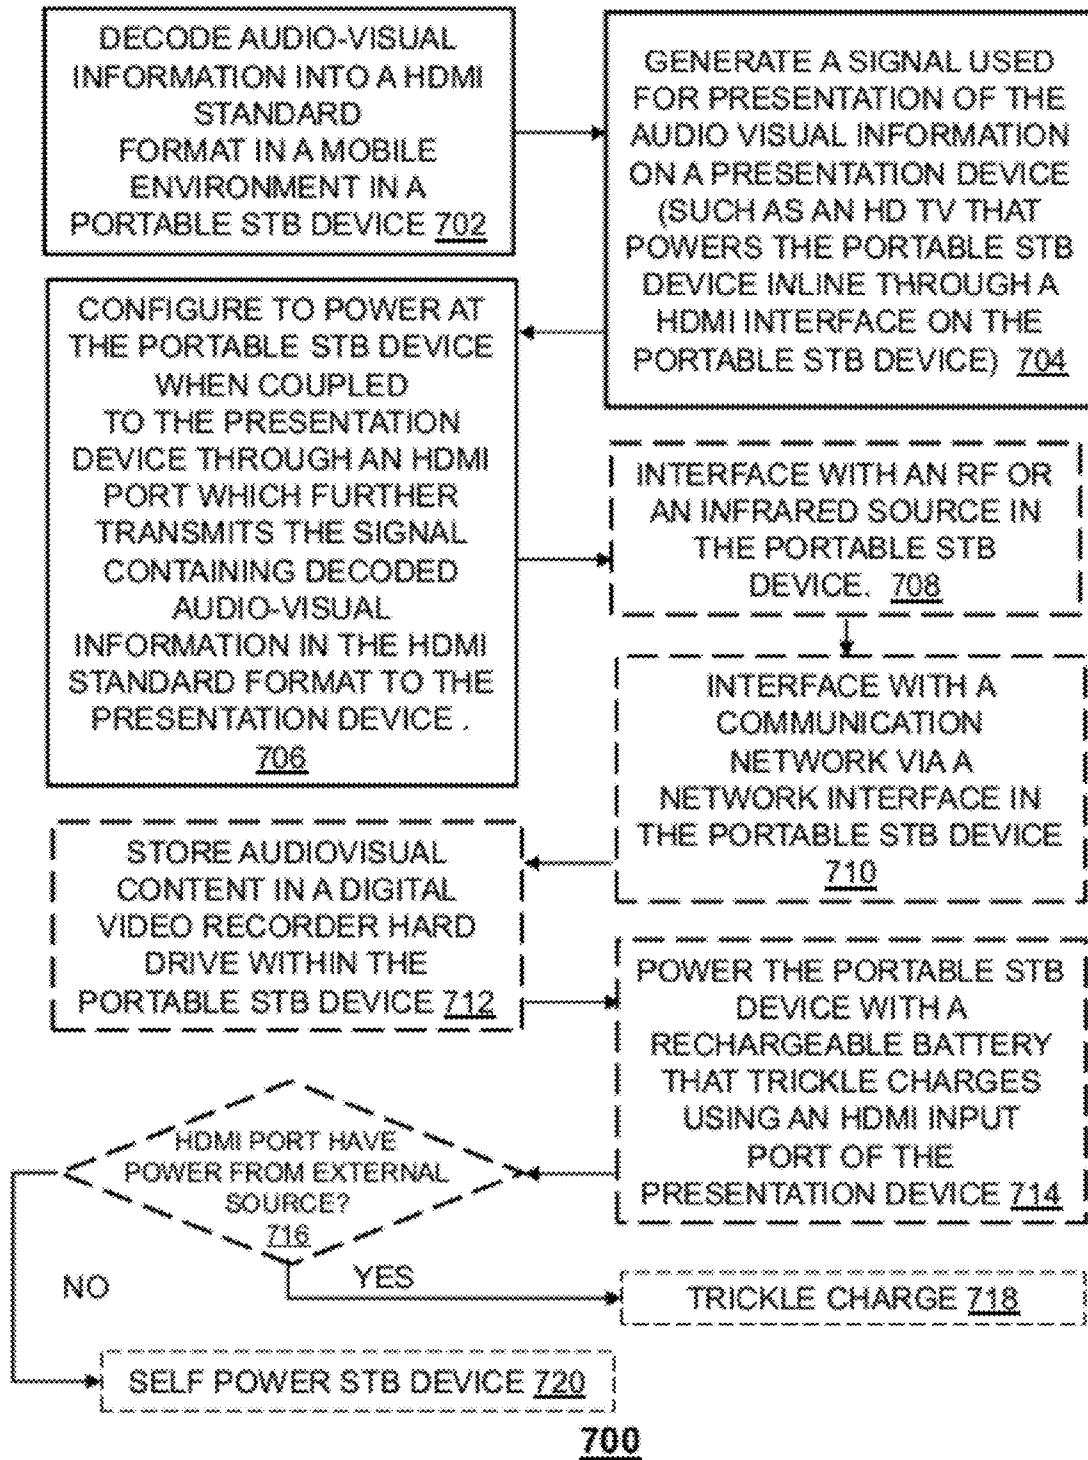 DECODE AUDIO-VISUAL
INFORMATION INTO A HDMI
STANDARD
FORMAT IN A MOBILE
ENVIRONMENT IN A
PORTABLE STB DEVICE 702
GENERATE A SIGNAL USED
FOR PRESENTATION OF THE
AUDIO VISUAL INFORMATION
ON A PRESENTATION DEVICE
(SUCH AS AN HD TV THAT
POWERS THE PORTABLE STB
DEVICE INLINE THROUGH A
HDMI INTERFACE ON THE
PORTABLE STB DEVICE) 704
CONFIGURE TO POWER AT
THE PORTABLE STB DEVICE
WHEN COUPLED
TO THE PRESENTATION
DEVICE THROUGH AN HDMI
PORT WHICH FURTHER
TRANSMITS THE SIGNAL
CONTAINING DECODED
AUDIO-VISUAL
INFORMATION IN THE HDMI
STANDARD FORMAT TO THE
PRESENTATION DEVICE .
706
INTERFACE WITH AN RF OR
AN INFRARED SOURCE IN
THE PORTABLE STB
DEVICE. 708
INTERFACE WITH A
COMMUNICATION
NETWORK VIA A
NETWORK INTERFACE IN
THE PORTABLE STB DEVICE
710
STORE AUDIOVISUAL
CONTENT IN A DIGITAL
VIDEO RECORDER HARD
DRIVE WITHIN THE
PORTABLE STB DEVICE 712
POWER THE PORTABLE STB
DEVICE WITH A
RECHARGEABLE BATTERY
THAT TRICKLE CHARGES
USING AN HDMI INPUT
PORT OF THE
PRESENTATION DEVICE 714
HDMI PORT HAVE
POWER FROM EXTERNAL
SOURCE?
716
NO
YES
TRICKLE CHARGE 718
SELF POWER STB DEVICE 720
700